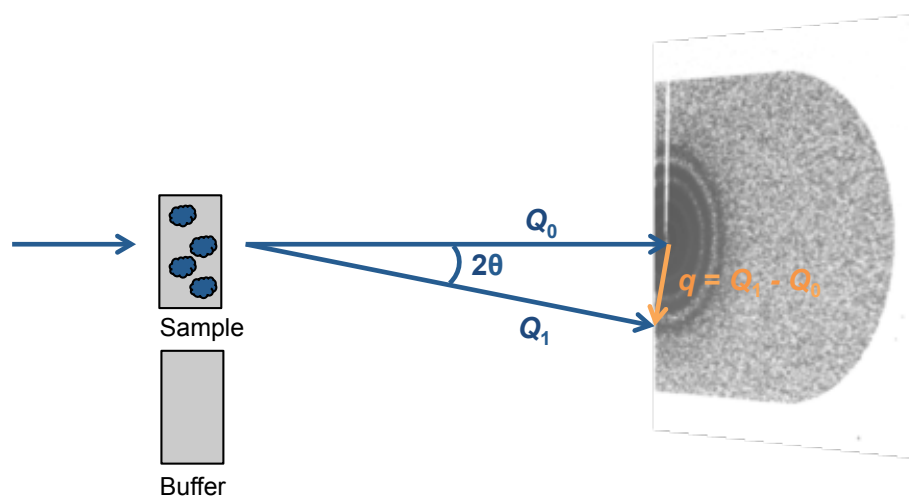 Q₀
2θ
q = Q₁ - Q₀
Q₁
Sample
Buffer